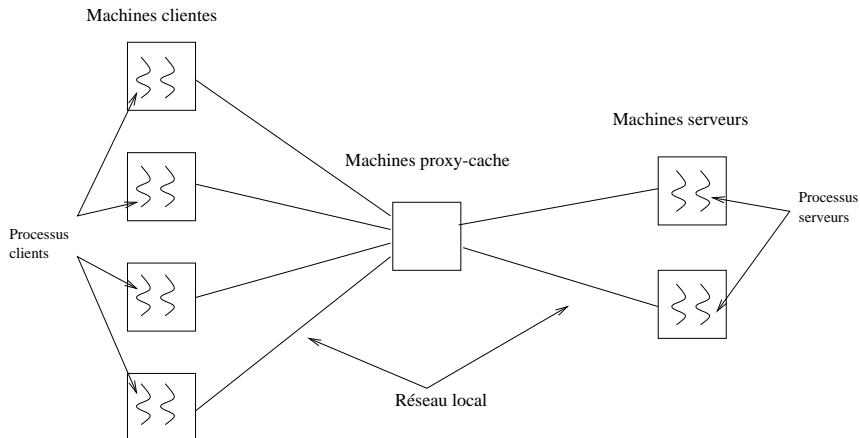 Machines clientes
Machines serveurs
Machines proxy-cache
Processus
clients
Processus
serveurs
Réseau local